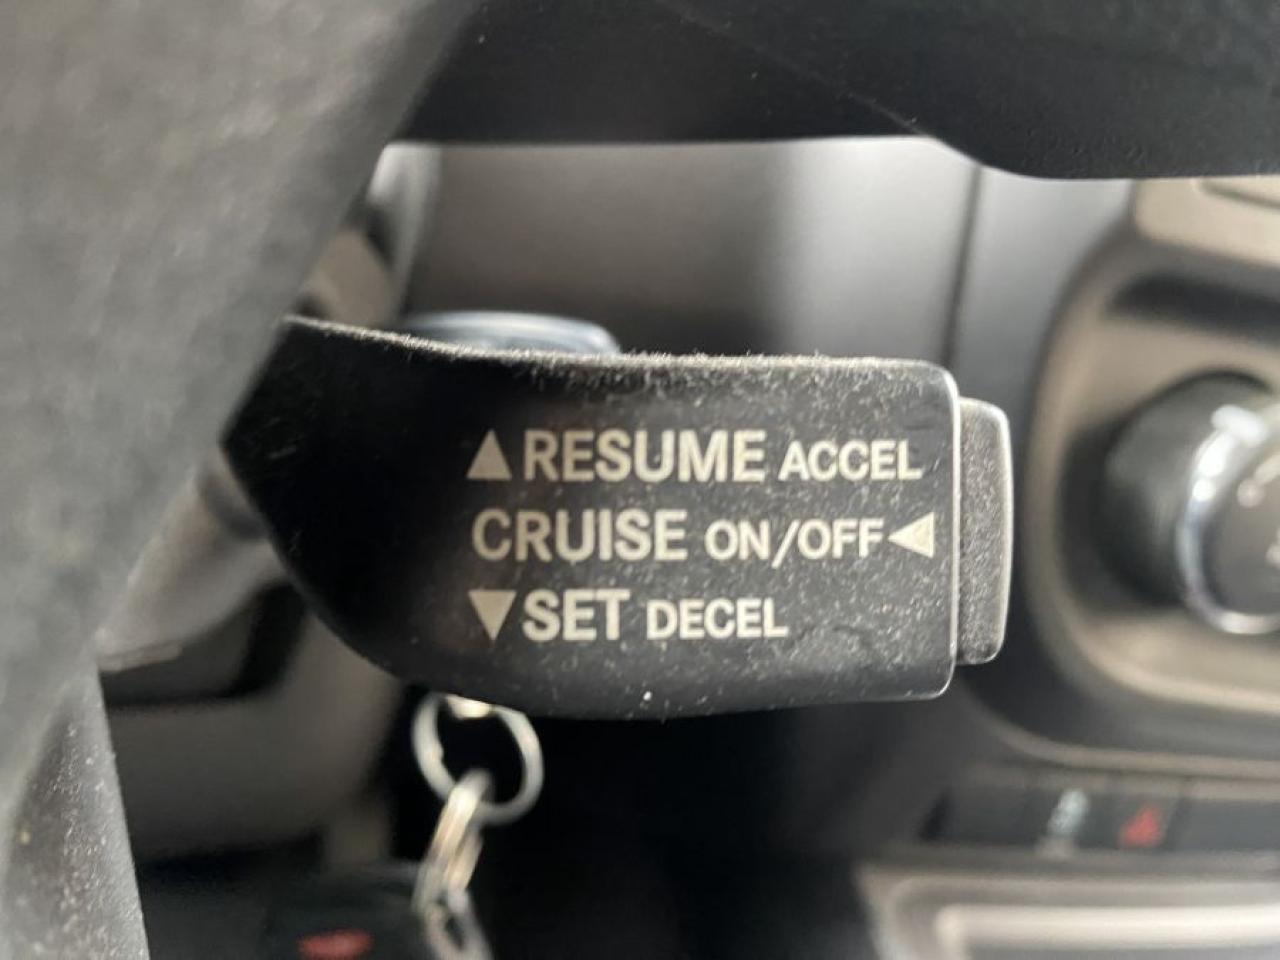 ▲RESUME ACCEL
CRUISE ON/OFF◀
▼SET DECEL